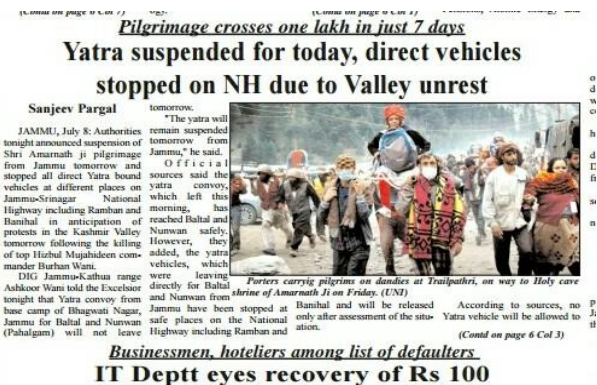 (Contd on page 6 Col 7)
Pilgrimage crosses one lakh in just 7 days
Yatra suspended for today, direct vehicles
stopped on NH due to Valley unrest
Sanjeev Pargal
JAMMU, July 8: Authorities
tonight announced suspension of
Shri Amarnath ji pilgrimage
from Jammu tomorrow and
stopped all direct Yatra bound
vehicles at different places on
Jammu-Srinagar National
Highway including Ramban and
Banihal in anticipation of
protests in the Kashmir Valley
tomorrow following the killing
of top Hizbul Mujahideen com-
mander Burhan Wani.
DIG Jammu-Kathua range
Ashkoor Wani told the Excelsior
tonight that Yatra convoy from
base camp of Bhagwati Nagar,
Jammu for Baltal and Nunwan
(Pahalgam) will not leave
tomorrow.
"The yatra will
remain suspended
tomorrow from
Jammu," he said.
Official
sources said the
yatra convoy,
which left this
morning, has
reached Baltal and
Nunwan safely.
However, they
added, the yatra
vehicles, which
were leaving
directly for Baltal
and Nunwan from
Jammu have been stopped at
safe places on the National
Highway including Ramban and
Porters carryig pilgrims on dandies at Trailpathri, on way to Holy cave
shrine of Amarnath Ji on Friday. (UNI)
Banihal and will be released
only after assessment of the situ-
ation.
According to sources, no
Yatra vehicle will be allowed to
(Contd on page 6 Col 3)
Businessmen, hoteliers among list of defaulters
IT Deptt eyes recovery of Rs 100